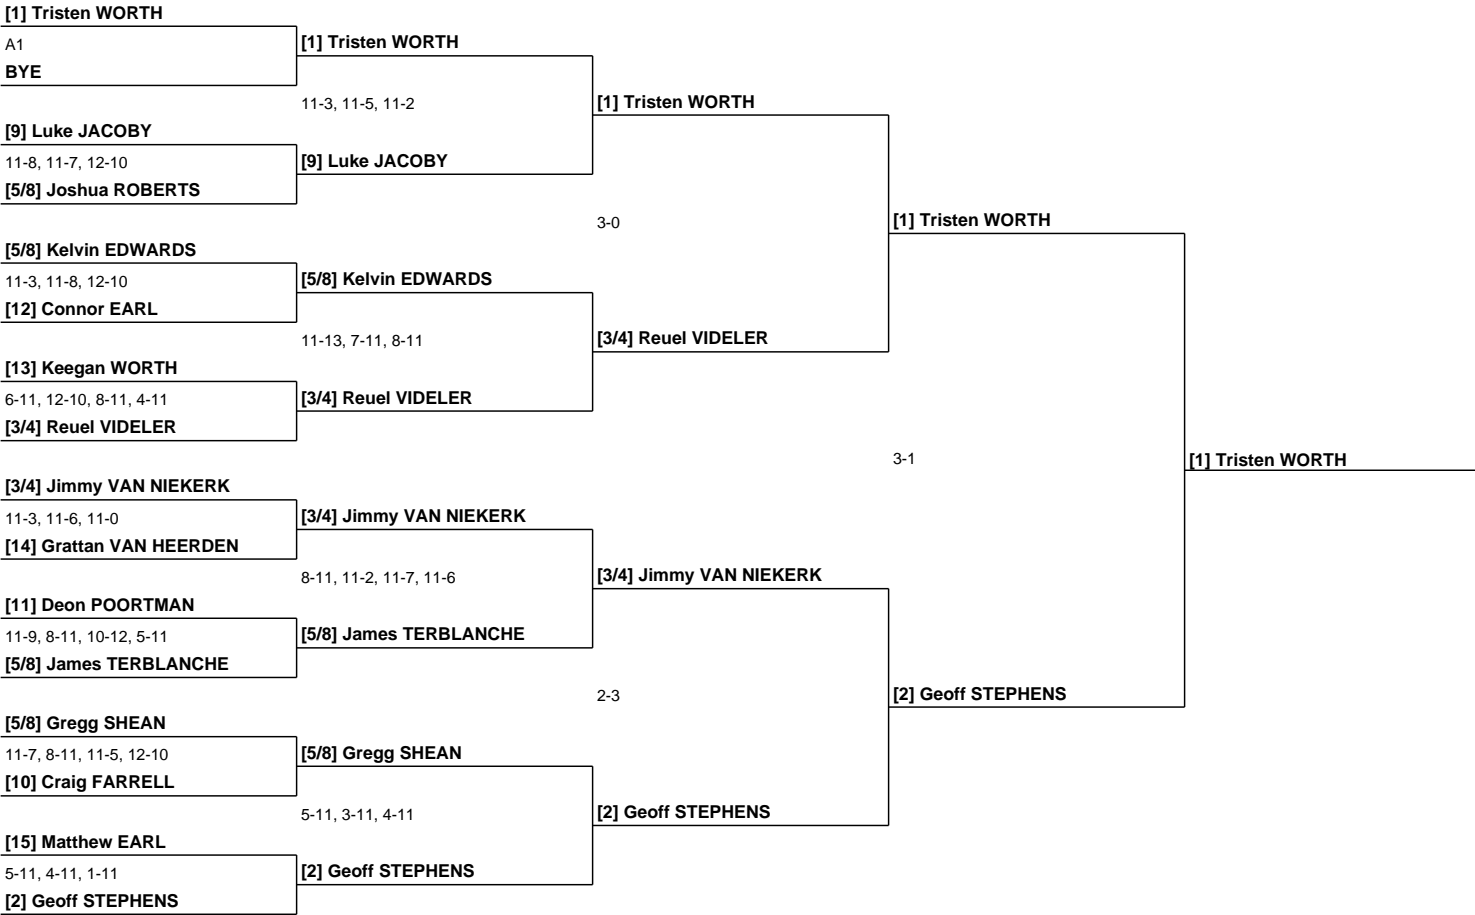 [1] Tristen WORTH
A1
BYE
[9] Luke JACOBY
11-8, 11-7, 12-10
[5/8] Joshua ROBERTS
[5/8] Kelvin EDWARDS
11-3, 11-8, 12-10
[12] Connor EARL
[13] Keegan WORTH
6-11, 12-10, 8-11, 4-11
[3/4] Reuel VIDELER
[3/4] Jimmy VAN NIEKERK
11-3, 11-6, 11-0
[14] Grattan VAN HEERDEN
[11] Deon POORTMAN
11-9, 8-11, 10-12, 5-11
[5/8] James TERBLANCHE
[5/8] Gregg SHEAN
11-7, 8-11, 11-5, 12-10
[10] Craig FARRELL
[15] Matthew EARL
5-11, 4-11, 1-11
[2] Geoff STEPHENS
[1] Tristen WORTH
11-3, 11-5, 11-2
[9] Luke JACOBY
[5/8] Kelvin EDWARDS
11-13, 7-11, 8-11
[3/4] Reuel VIDELER
[3/4] Jimmy VAN NIEKERK
8-11, 11-2, 11-7, 11-6
[5/8] James TERBLANCHE
[5/8] Gregg SHEAN
5-11, 3-11, 4-11
[2] Geoff STEPHENS
[1] Tristen WORTH
3-0
[3/4] Reuel VIDELER
[3/4] Jimmy VAN NIEKERK
2-3
[2] Geoff STEPHENS
[1] Tristen WORTH
3-1
[2] Geoff STEPHENS
[1] Tristen WORTH